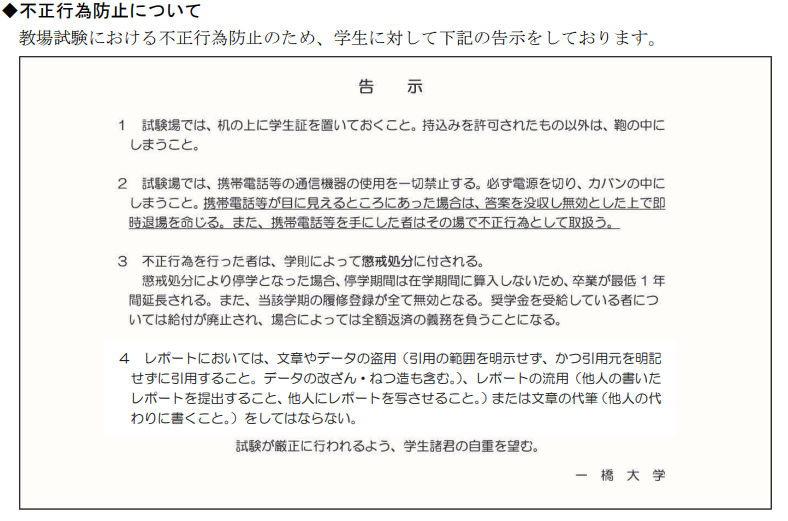 ◆不正行為防止について
教場試験における不正行為防止のため、学生に対して下記の告示をしております。
告　示
1　試験場では、机の上に学生証を置いておくこと。持込みを許可されたもの以外は、鞄の中に
しまうこと。
2　試験場では、携帯電話等の通信機器の使用を一切禁止する。必ず電源を切り、カバンの中に
しまうこと。携帯電話等が目に見えるところにあった場合は、答案を没収し無効とした上で即
時退場を命じる。また、携帯電話等を手にした者はその場で不正行為として取扱う。
3　不正行為を行った者は、学則によって懲戒処分に付される。
懲戒処分により停学となった場合、停学期間は在学期間に算入しないため、卒業が最低1年
間延長される。また、当該学期の履修登録が全て無効となる。奨学金を受給している者につ
いては給付が廃止され、場合によっては全額返済の義務を負うことになる。
4　レポートにおいては、文章やデータの盗用（引用の範囲を明示せず、かつ引用元を明記
せずに引用すること。データの改ざん・ねつ造も含む。）、レポートの流用（他人の書いた
レポートを提出すること、他人にレポートを写させること。）または文章の代筆（他人の代
わりに書くこと。）をしてはならない。
試験が厳正に行われるよう、学生諸君の自重を望む。
一　橋　大　学